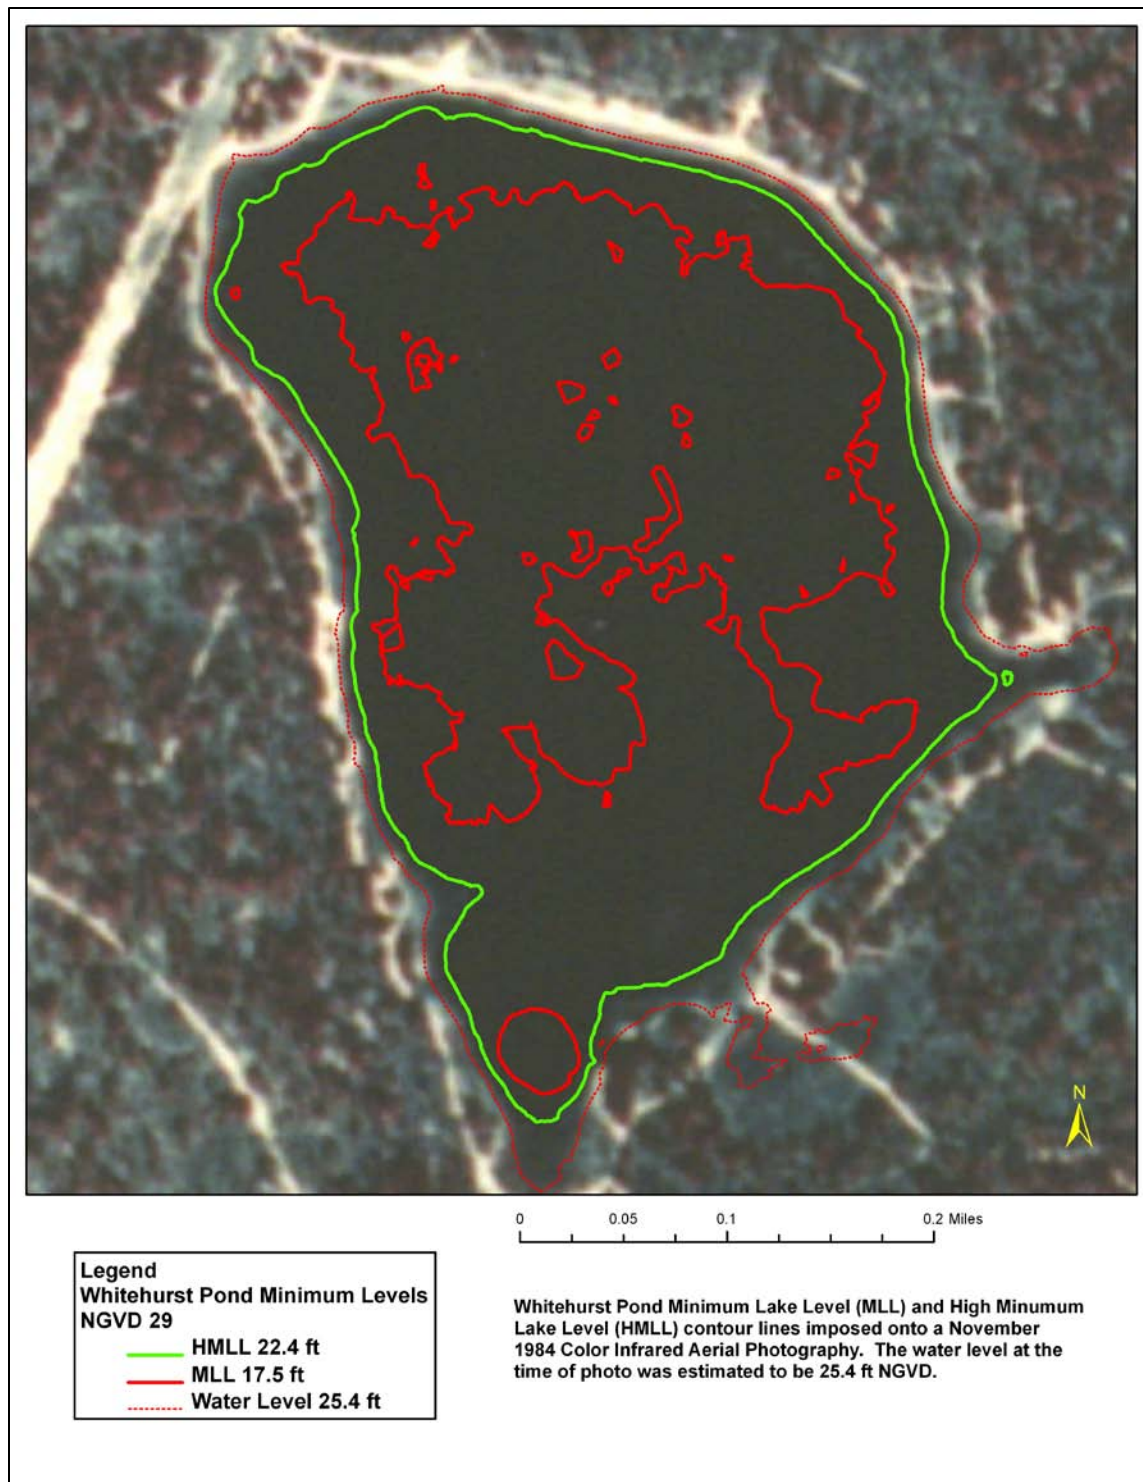 N
0 0.05 0.1 0.2 Miles
Legend
Whitehurst Pond Minimum Levels
NGVD 29
HMLL 22.4 ft
MLL 17.5 ft
Water Level 25.4 ft
Whitehurst Pond Minimum Lake Level (MLL) and High Minumum
Lake Level (HMLL) contour lines imposed onto a November
1984 Color Infrared Aerial Photography. The water level at the
time of photo was estimated to be 25.4 ft NGVD.